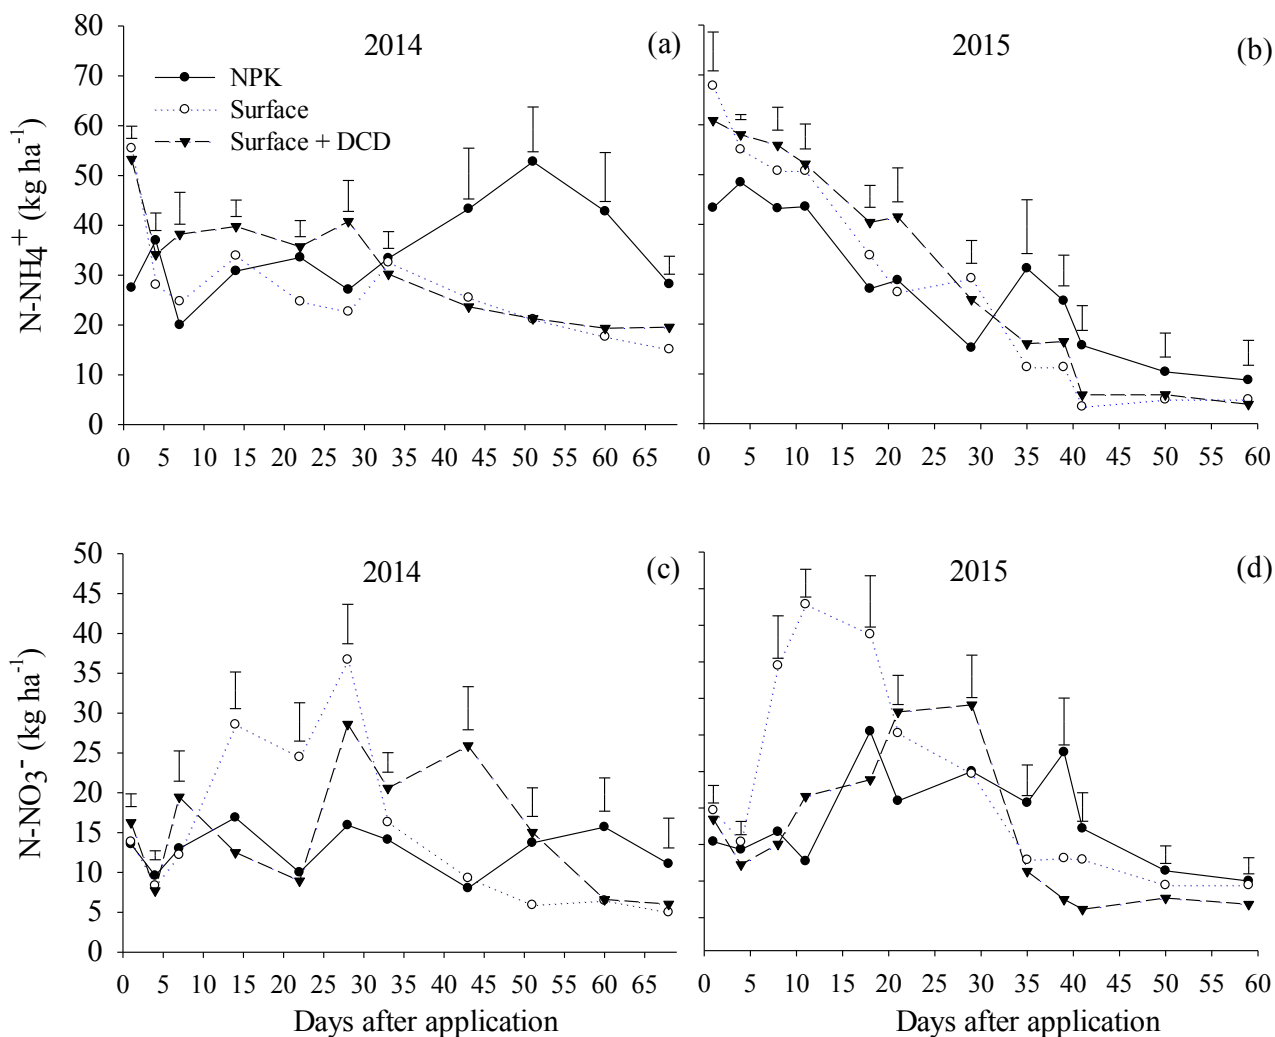 2014
(a)
NPK
Surface
Surface + DCD
N-NH4+ (kg ha-1)
80
70
60
50
40
30
20
10
0
0 5 10 15 20 25 30 35 40 45 50 55 60 65
2015
(b)
0 5 10 15 20 25 30 35 40 45 50 55 60
2014
(c)
N-NO3- (kg ha-1)
50
45
40
35
30
25
20
15
10
5
0
0 5 10 15 20 25 30 35 40 45 50 55 60 65
Days after application
2015
(d)
0 5 10 15 20 25 30 35 40 45 50 55 60
Days after application